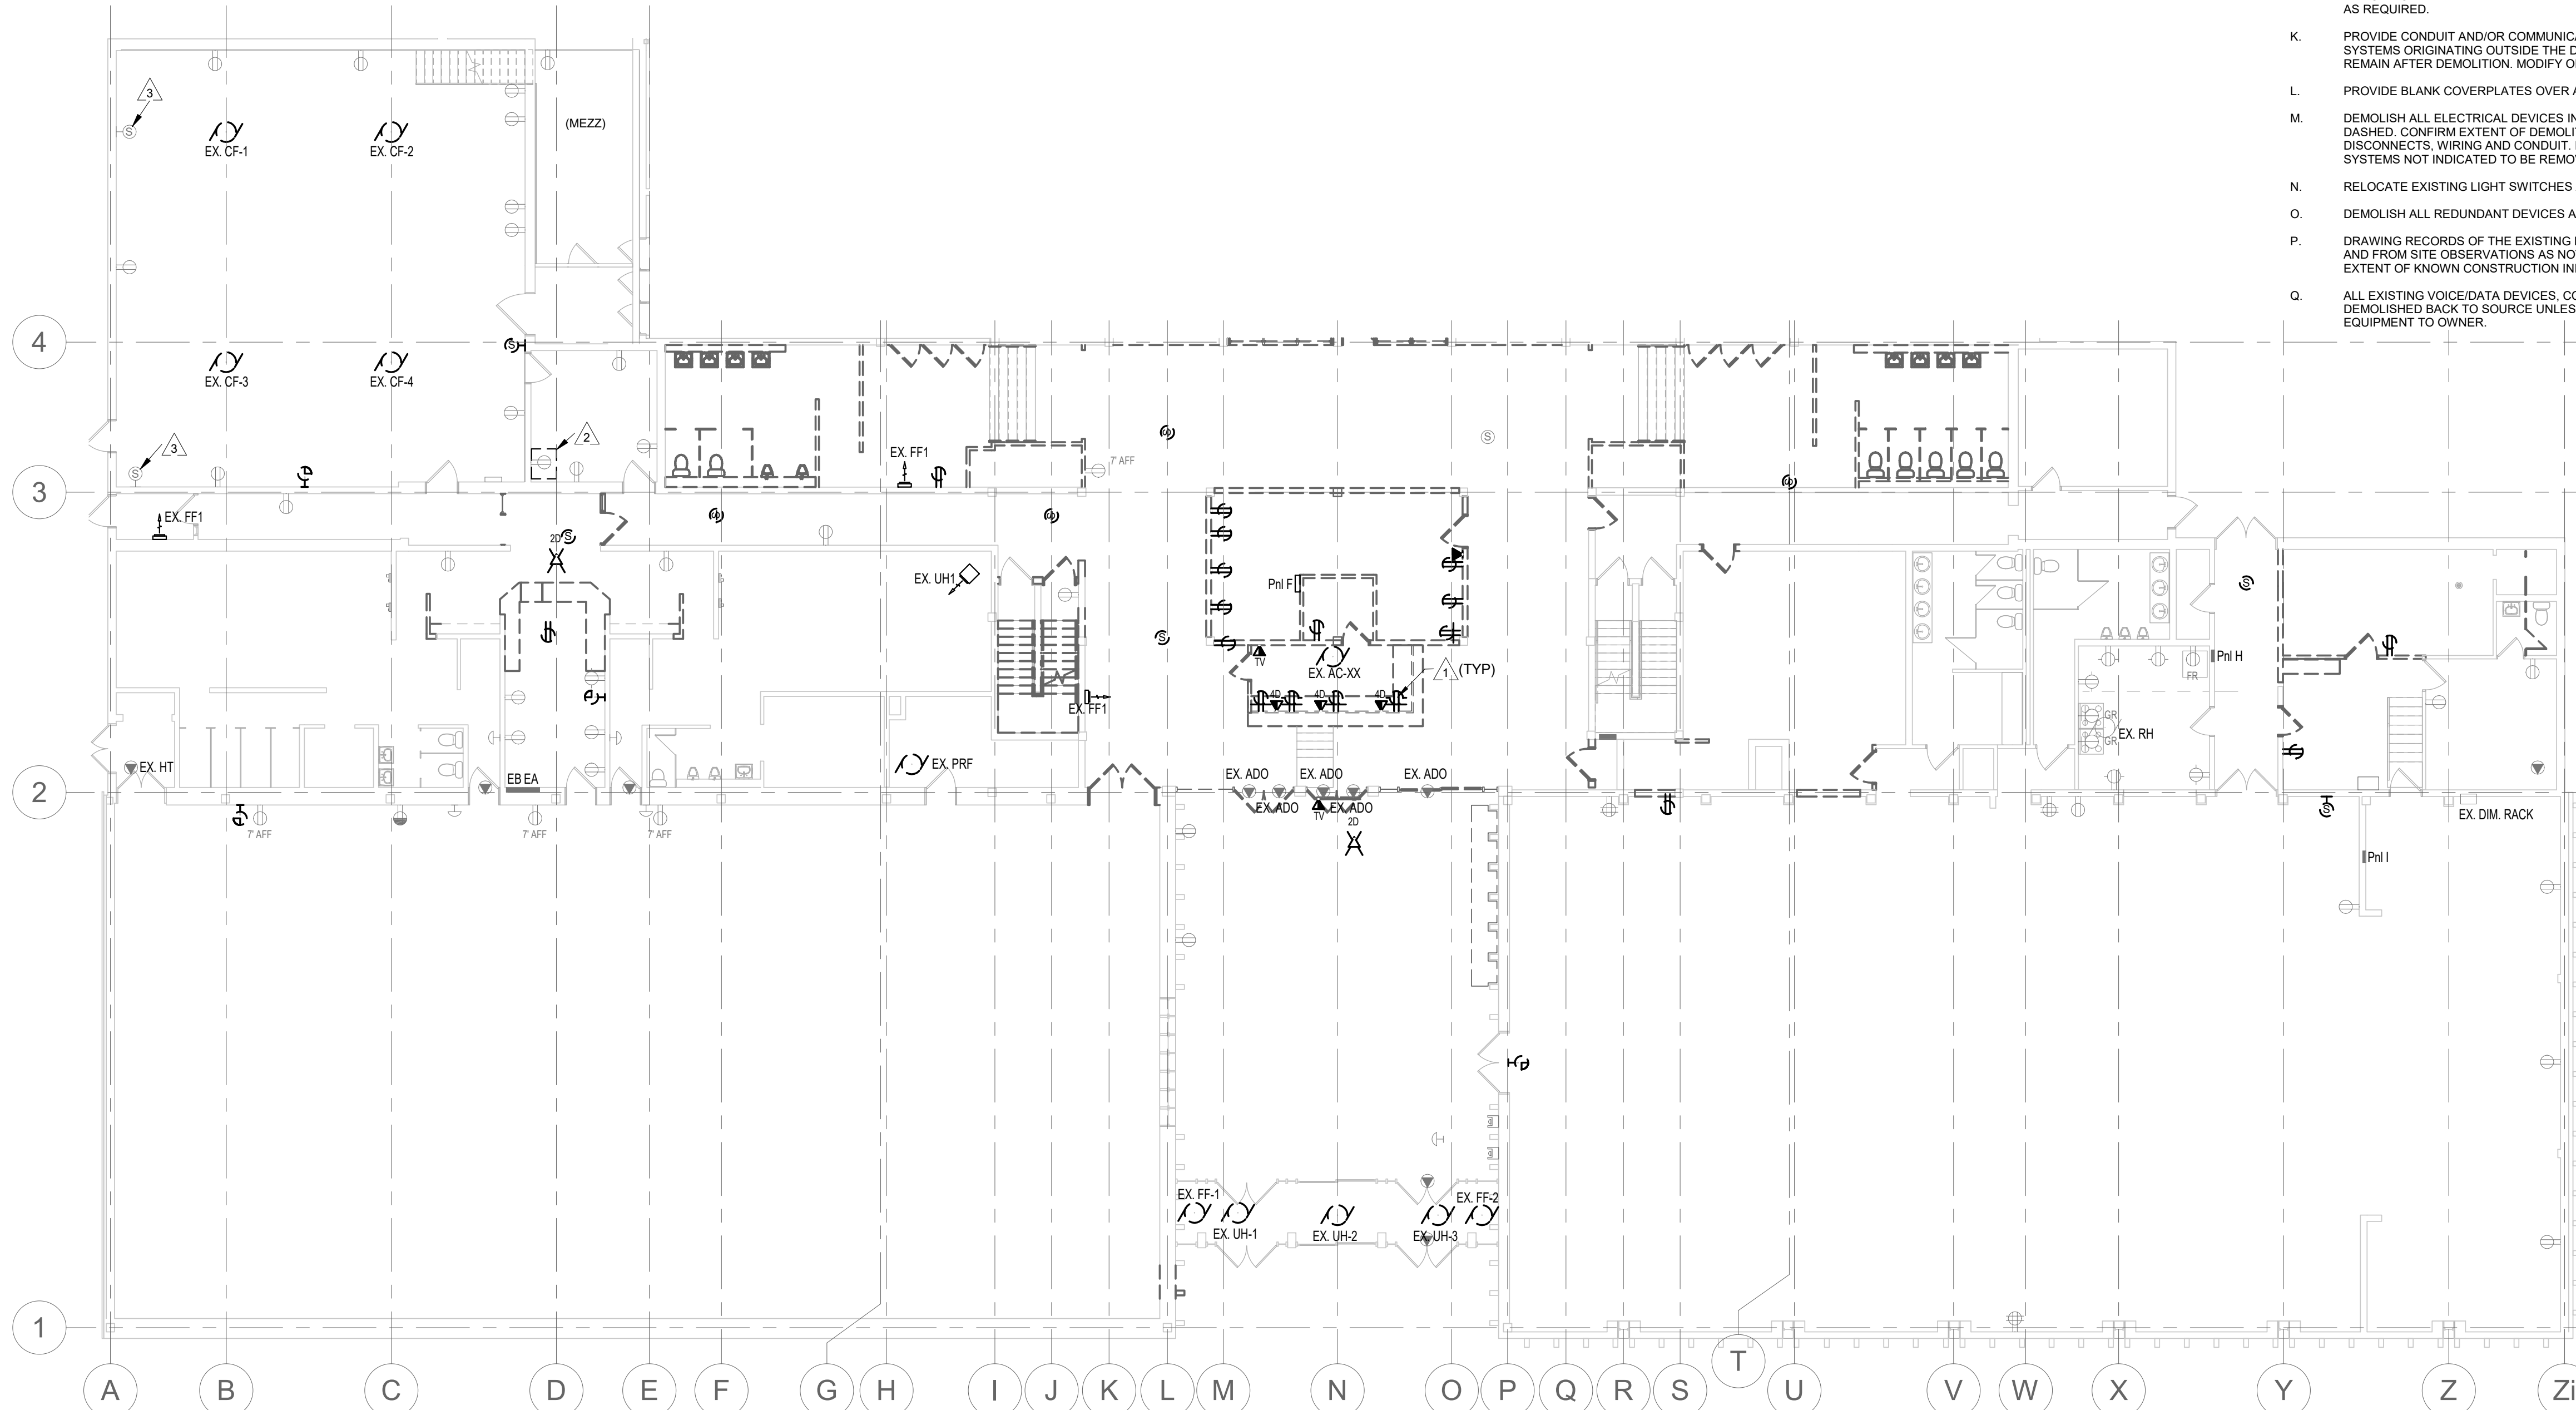 AS REQUIRED.
K. PROVIDE CONDUIT AND/OR
SYSTEMS ORIGINATING OUTSIDE THE
REMAIN AFTER DEMOLITION. MODIFY
L. PROVIDE BLANK COVERPLATES OVER
M. DEMOLISH ALL ELECTRICAL DEVICES
DASHED. CONFIRM EXTENT OF
DISCONNECTS, WIRING AND CONDUIT.
SYSTEMS NOT INDICATED TO BE
N. RELOCATE EXISTING LIGHT SWITCHES
O. DEMOLISH ALL REDUNDANT DEVICES
P. DRAWING RECORDS OF THE EXISTING
AND FROM SITE OBSERVATIONS AS
EXTENT OF KNOWN CONSTRUCTION
Q. ALL EXISTING VOICE/DATA DEVICES,
DEMOLISHED BACK TO SOURCE
EQUIPMENT TO OWNER.
3
S
(MEZZ)
EX. CF-1
EX. CF-2
4
S
EX. CF-3
EX. CF-4
3
2
S
S
S
EX. FF1
7' AFF
3
S
S
S
EX. FF1
2D
S
EX. UH1
Pnl F
S
S
Pnl H
TV
EX. AC-XX
1
(TYP)
FR
4D
4D
4D
EX. FF1
GR
GR
EX. RH
EX. HT
EX. PRF
EB EA
EX. ADO
EX. ADO
EX. ADO
2
EX. ADO
TV
EX. ADO
2D
7' AFF
7' AFF
7' AFF
S
EX. DIM. RACK
Pnl I
EX. FF-1
EX. FF-2
EX. UH-1
EX. UH-2
EX. UH-3
1
T
A
B
C
D
E
F
G
H
I
J
K
L
M
N
O
P
Q
R
S
U
V
W
X
Y
Z
Zi